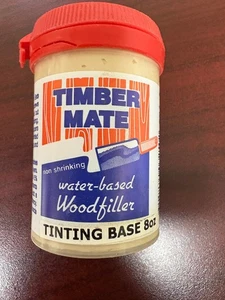 TIMBER
MATE
non shrinking
water-based
Woodfiller
TINTING BASE 8oz